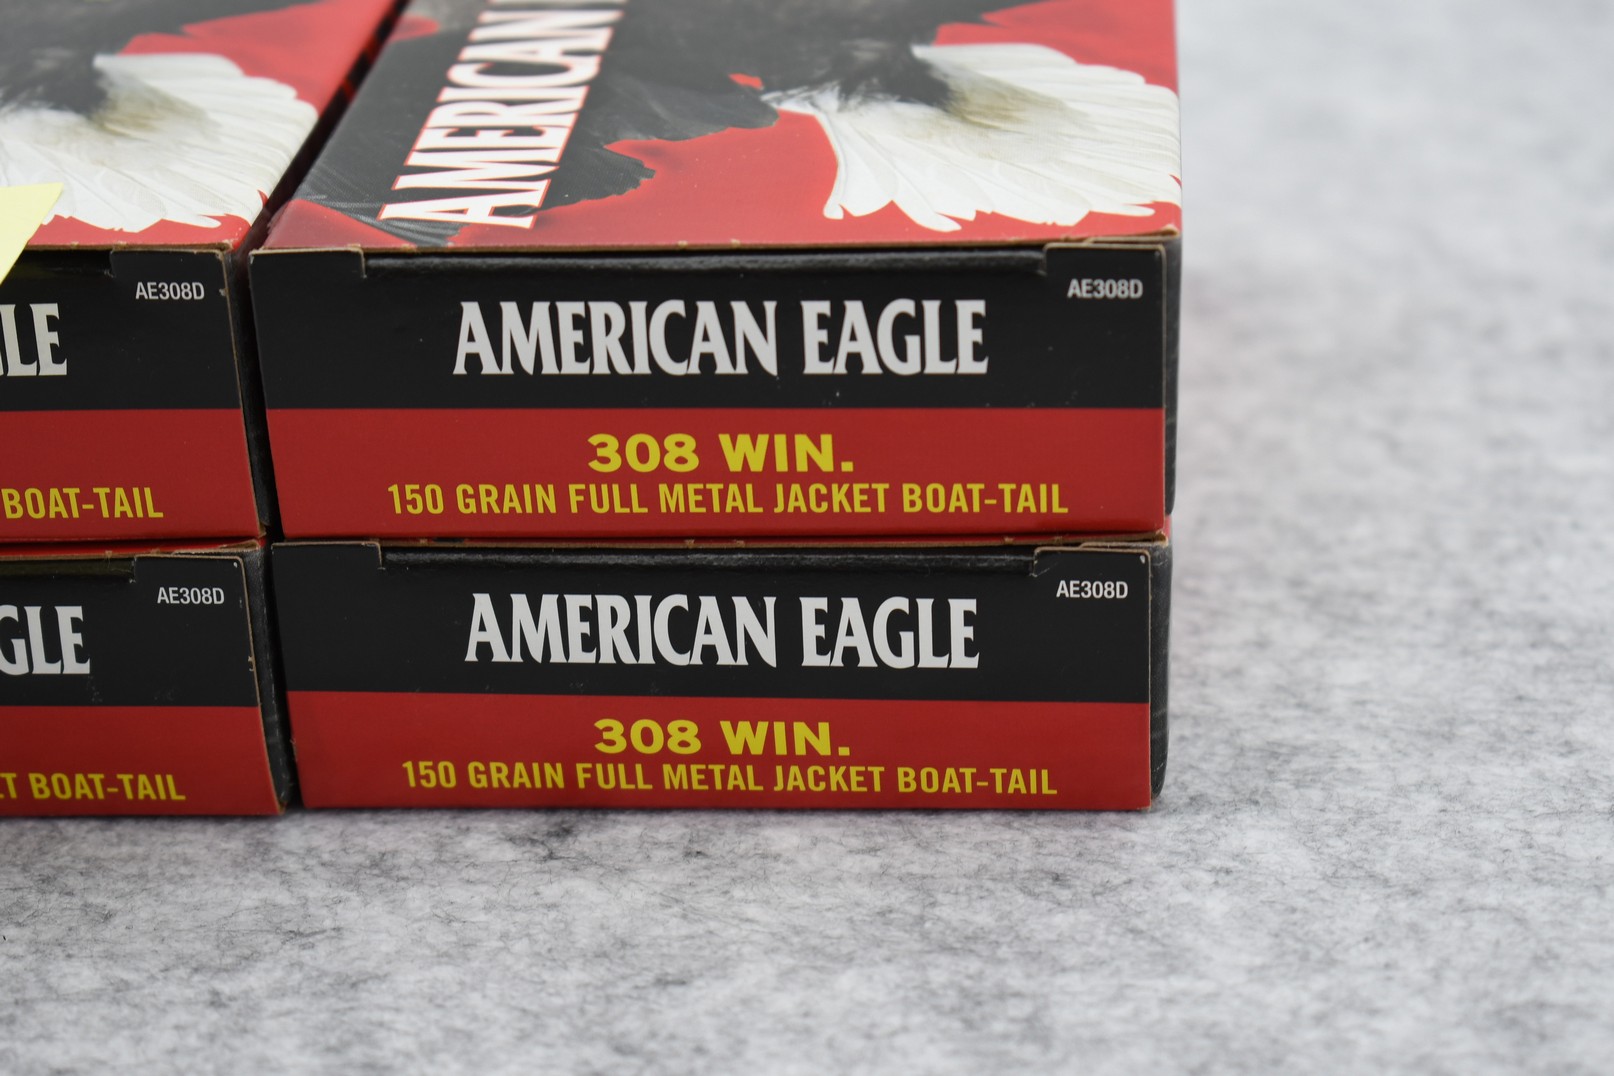 AMERICAN
AE308D
LE
BOAT-TAIL
AE308D
AMERICAN EAGLE
308 WIN.
150 GRAIN FULL METAL JACKET BOAT-TAIL
AE308D
GLE
BOAT-TAIL
AE308D
AMERICAN EAGLE
308 WIN.
150 GRAIN FULL METAL JACKET BOAT-TAIL